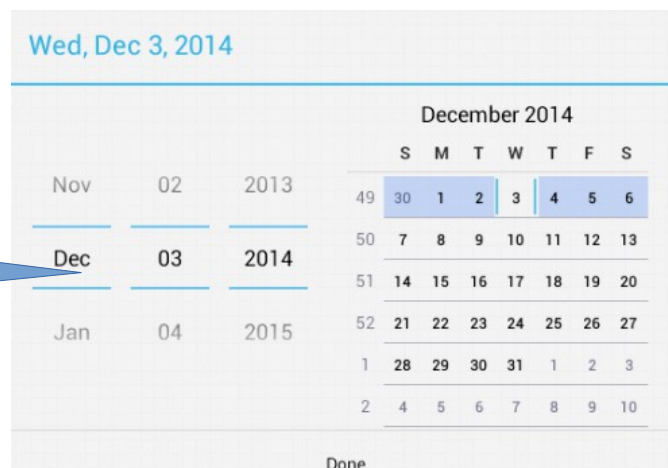 Wed, Dec 3, 2014
December 2014
S M T W T F S
Nov 02 2013
49 30 1 2 3 4 5 6
50 7 8 9 10 11 12 13
Dec 03 2014
51 14 15 16 17 18 19 20
52 21 22 23 24 25 26 27
Jan 04 2015
1 28 29 30 31 1 2 3
2 4 5 6 7 8 9 10
Done